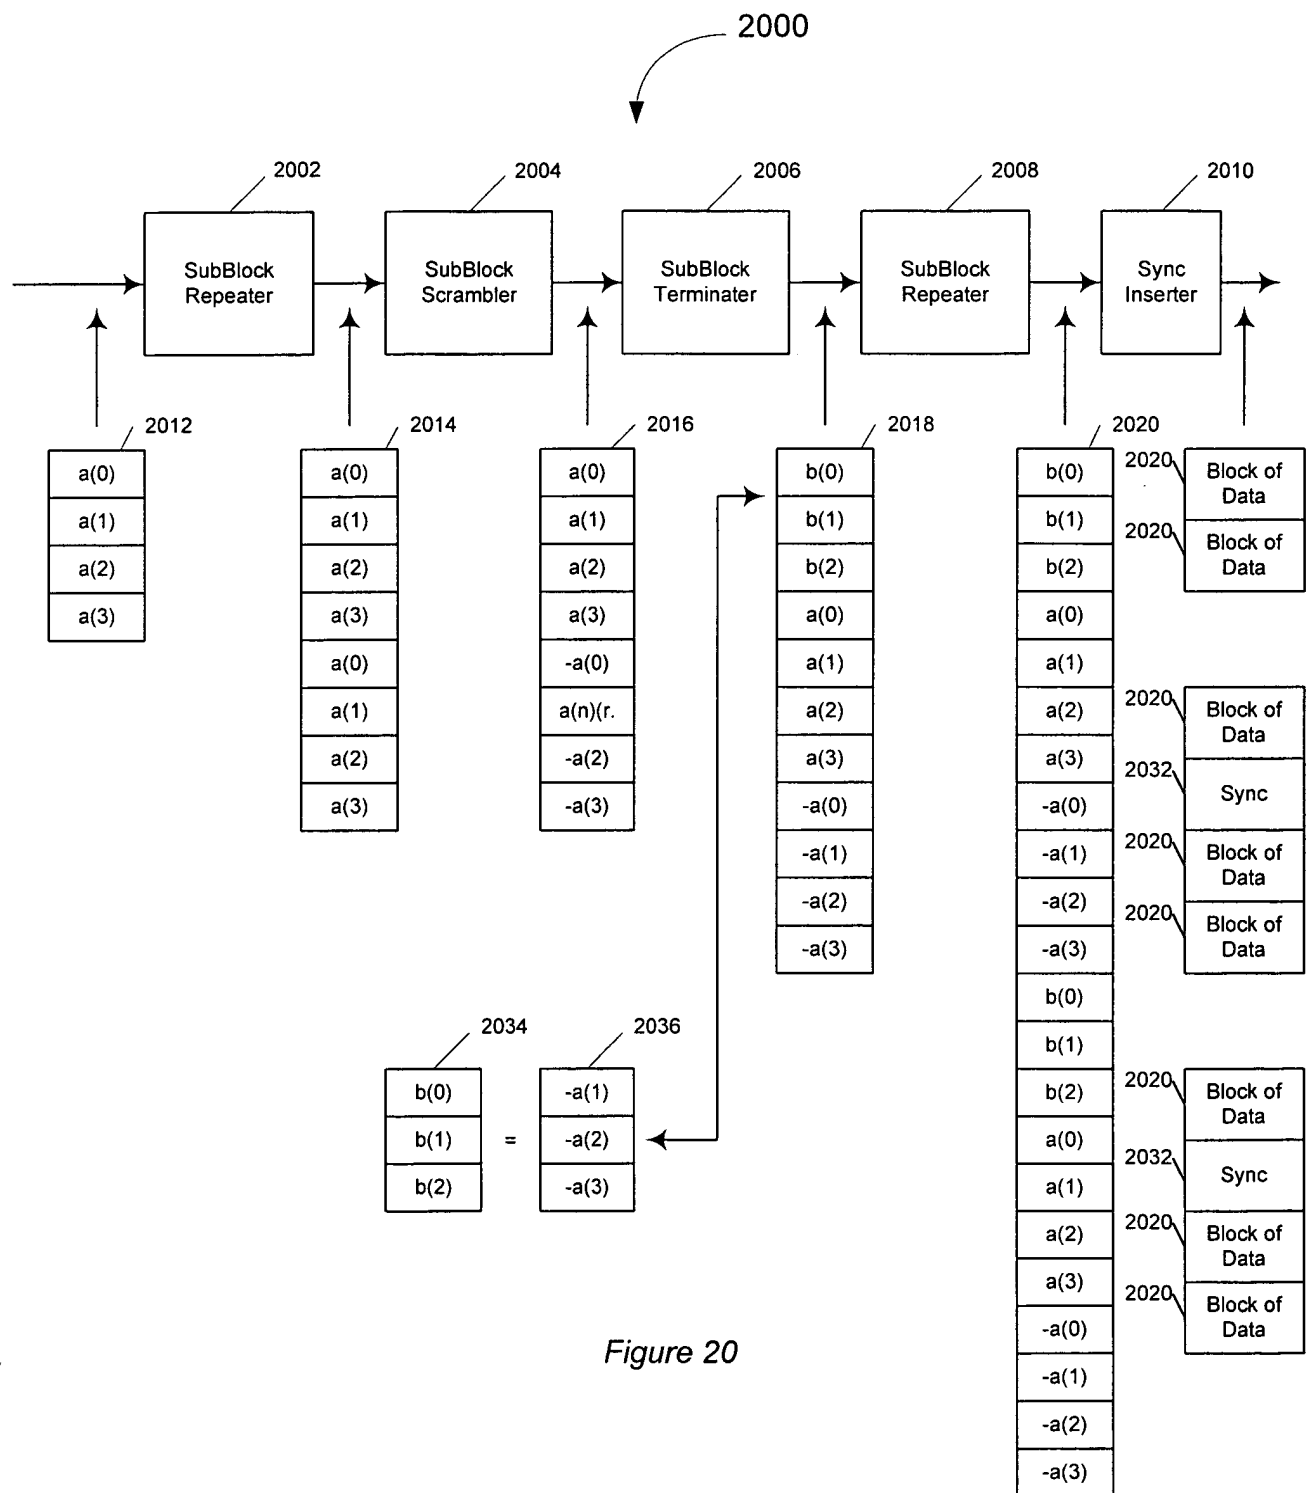 2000
2002
2004
2006
2008
2010
SubBlock
Repeater
SubBlock
Scrambler
SubBlock
Terminater
SubBlock
Repeater
Sync
Inserter
2012
a(0)
a(1)
a(2)
a(3)
2014
a(0)
a(1)
a(2)
a(3)
a(0)
a(1)
a(2)
a(3)
2016
a(0)
a(1)
a(2)
a(3)
-a(0)
a(n)(r.
-a(2)
-a(3)
2018
b(0)
b(1)
b(2)
a(0)
a(1)
a(2)
a(3)
-a(0)
-a(1)
-a(2)
-a(3)
2020
b(0)
b(1)
b(2)
a(0)
a(1)
a(2)
a(3)
-a(0)
-a(1)
-a(2)
-a(3)
b(0)
b(1)
b(2)
a(0)
a(1)
a(2)
a(3)
-a(0)
-a(1)
-a(2)
-a(3)
2020
Block of
Data
2020
Block of
Data
2020
Block of
Data
2032
Sync
2020
Block of
Data
2020
Block of
Data
2020
Block of
Data
2032
Sync
2020
Block of
Data
2020
Block of
Data
2034
b(0)
b(1)
b(2)
=
2036
-a(1)
-a(2)
-a(3)
Figure 20